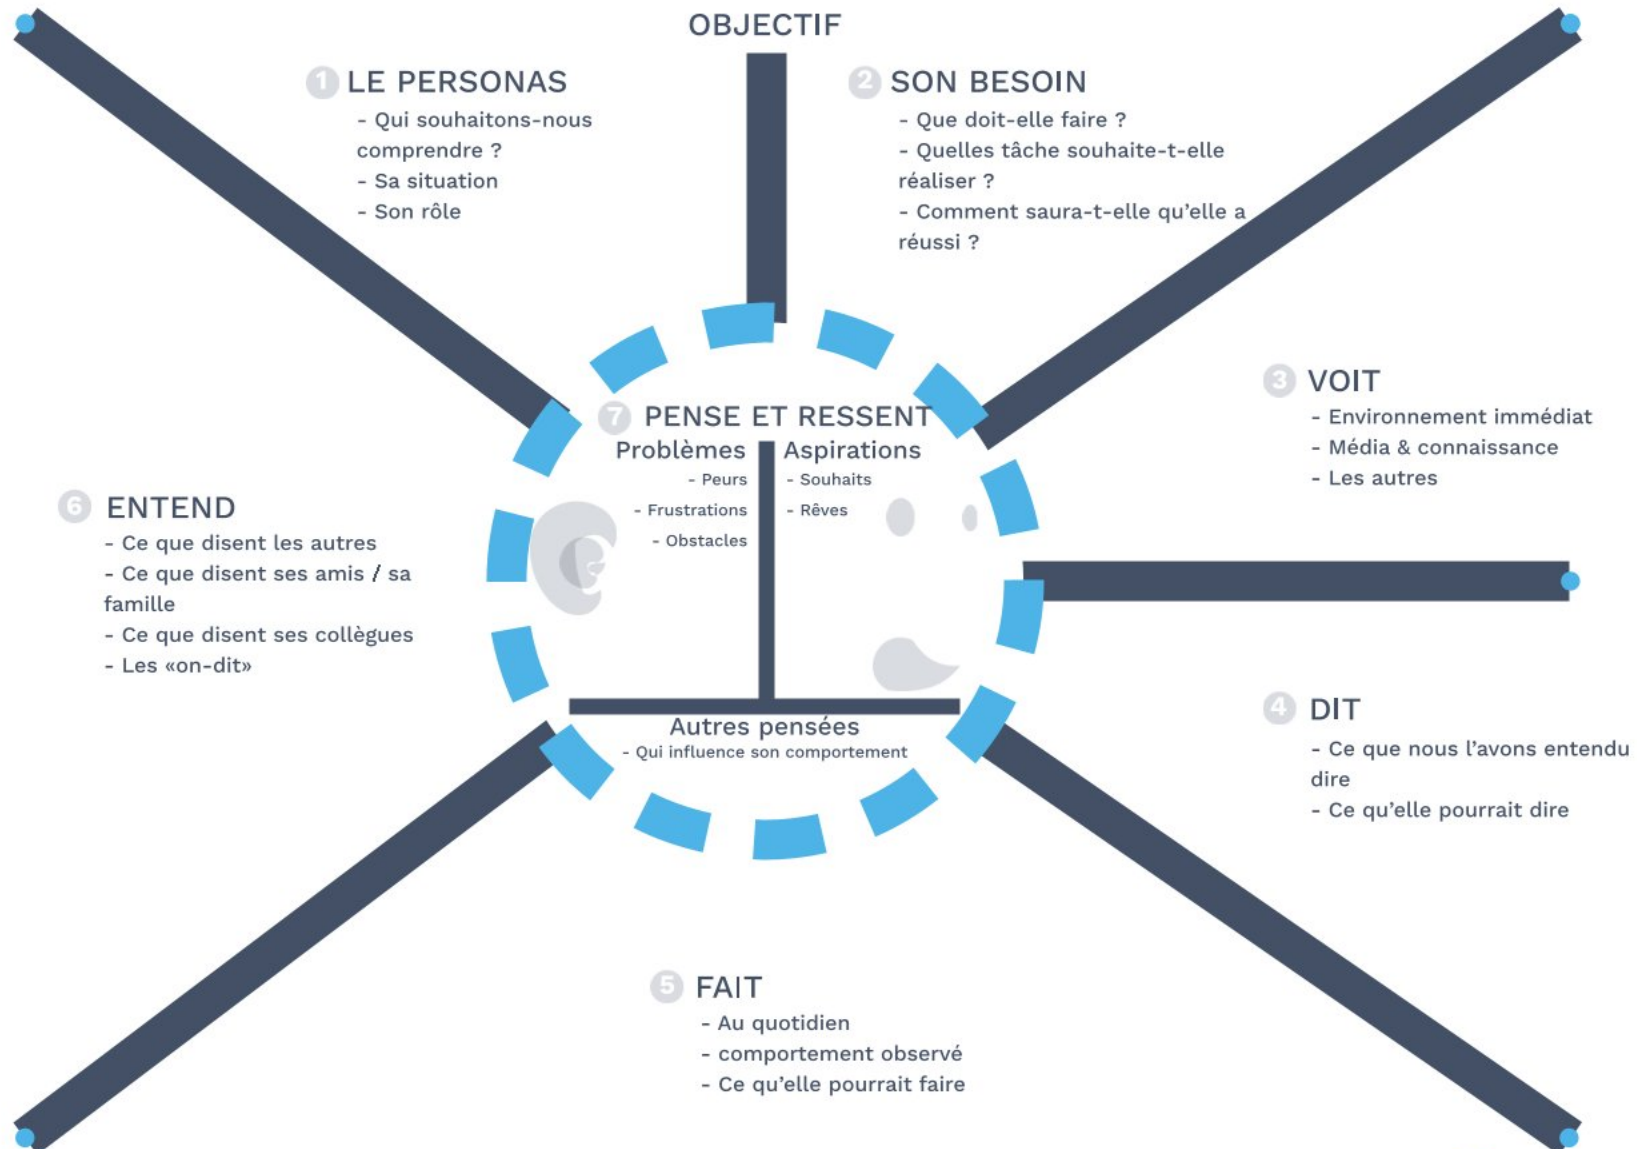 OBJECTIF
1 LE PERSONAS
- Qui souhaitons-nous
comprendre ?
- Sa situation
- Son rôle
2 SON BESOIN
- Que doit-elle faire ?
- Quelles tâche souhaite-t-elle
réaliser ?
- Comment saura-t-elle qu'elle a
réussi ?
3 VOIT
- Environnement immédiat
- Média & connaissance
- Les autres
4 DIT
- Ce que nous l'avons entendu
dire
- Ce qu'elle pourrait dire
5 FAIT
- Au quotidien
- comportement observé
- Ce qu'elle pourrait faire
6 ENTEND
- Ce que disent les autres
- Ce que disent ses amis / sa
famille
- Ce que disent ses collègues
- Les «on-dit»
7 PENSE ET RESSENT
Problèmes
- Peurs
- Frustrations
- Obstacles
Aspirations
- Souhaits
- Rêves
Autres pensées
- Qui influence son comportement